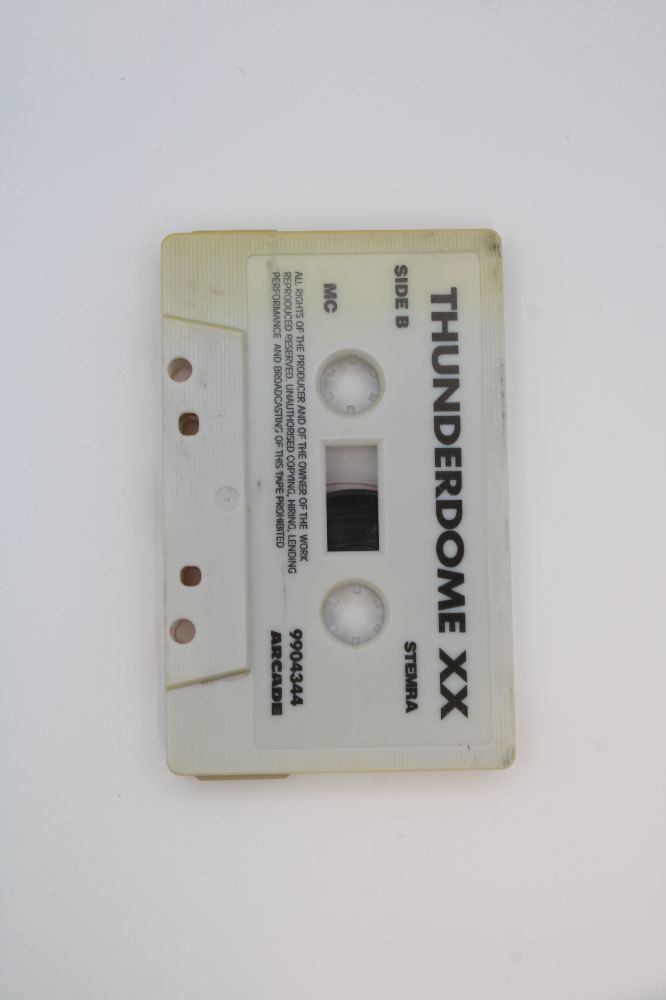 THUNDERDOME XX
SIDE B
STEMRA
MC
ALL RIGHTS OF THE PRODUCER AND OF THE OWNER OF THE WORK
REPRODUCED RESERVED. UNAUTHORISED COPYING, HIRING, LENDING
PERFORMANCE AND BROADCASTING OF THIS TAPE PROHIBITED
9904344
ARCADE